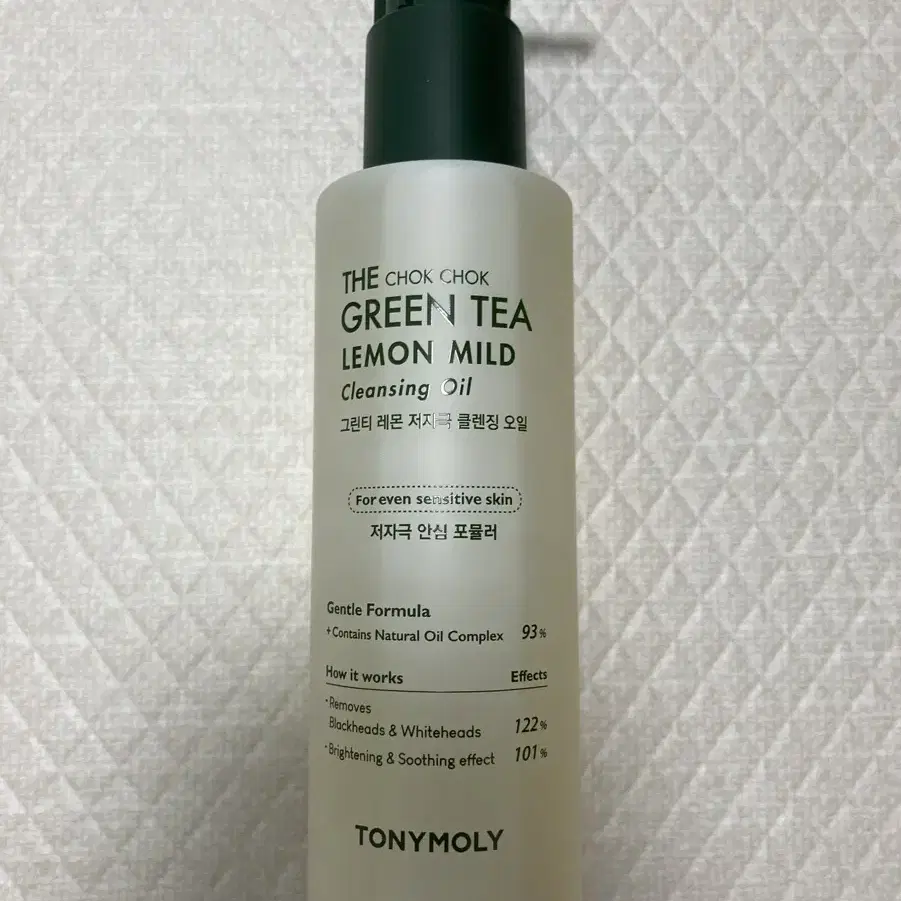 THE CHOK CHOK
GREEN TEA
LEMON MILD
Cleansing Oil
그린티 레몬 저자극 클렌징 오일
For even sensitive skin
저자극 안심 포뮬러
Gentle Formula
+Contains Natural Oil Complex 93%
How it works Effects
-Removes
Blackheads & Whiteheads 122%
-Brightening & Soothing effect 101%
TONYMOLY